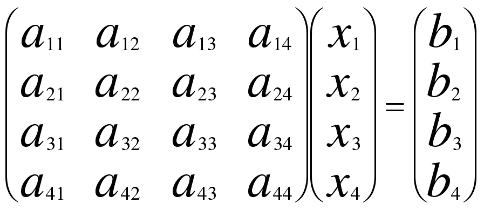 a₁₁ a₁₂ a₁₃ a₁₄ x₁ b₁
a₂₁ a₂₂ a₂₃ a₂₄ x₂ b₂
=
a₃₁ a₃₂ a₃₃ a₃₄ x₃ b₃
a₄₁ a₄₂ a₄₃ a₄₄ x₄ b₄